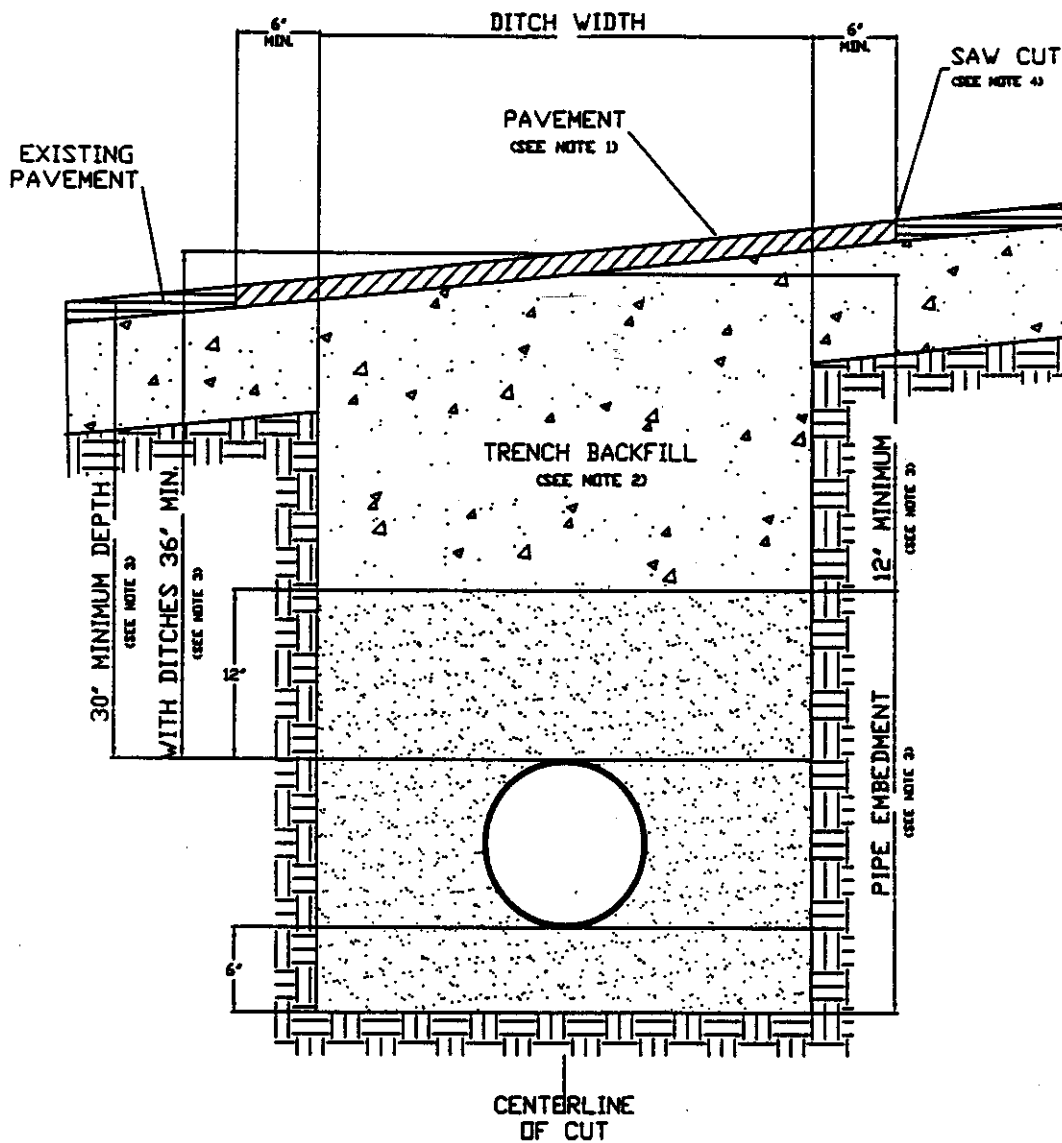 6" MIN.
DITCH WIDTH
6" MIN.
SAW CUT
(SEE NOTE 4)
PAVEMENT
(SEE NOTE 1)
EXISTING
PAVEMENT
TRENCH BACKFILL
(SEE NOTE 2)
30" MINIMUM DEPTH
(SEE NOTE 3)
WITH DITCHES 36" MIN.
(SEE NOTE 3)
12" MINIMUM
(SEE NOTE 3)
12"
PIPE EMBEDMENT
(SEE NOTE 3)
6"
CENTERLINE
OF CUT